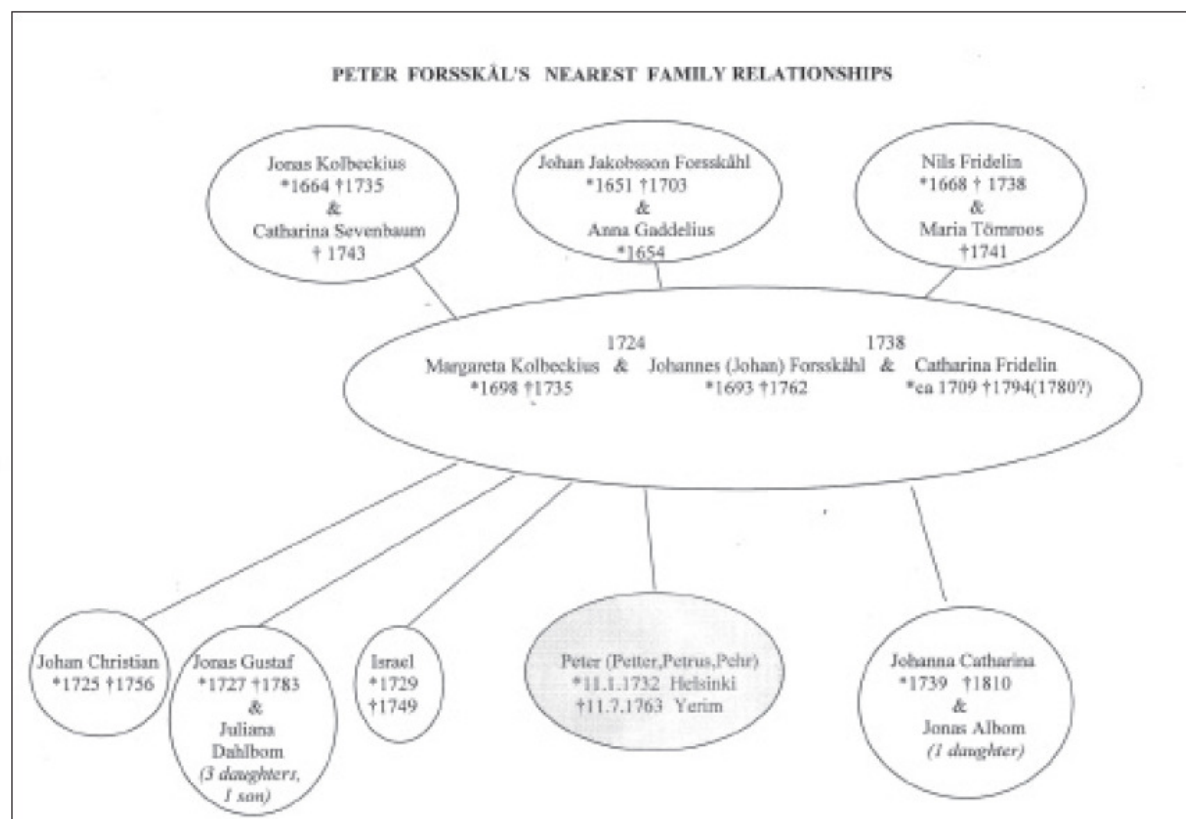 PETER FORSSKÅL'S NEAREST FAMILY RELATIONSHIPS
Jonas Kolbeckius
*1664 †1735
&
Catharina Sevenbaum
† 1743
Johan Jakobsson Forsskåhl
*1651 †1703
&
Anna Gaddelius
*1654
Nils Fridelin
*1668 † 1738
&
Maria Törnroos
†1741
1724 1738
Margareta Kolbeckius & Johannes (Johan) Forsskåhl & Catharina Fridelin
*1698 †1735 *1693 †1762 *ca 1709 †1794(1780?)
Johan Christian
*1725 †1756
Jonas Gustaf
*1727 †1783
&
Juliana
Dahlbom
(3 daughters,
1 son)
Israel
*1729
†1749
Peter (Petter,Petrus,Pehr)
*11.1.1732 Helsinki
†11.7.1763 Yerim
Johanna Catharina
*1739 †1810
&
Jonas Albom
(1 daughter)